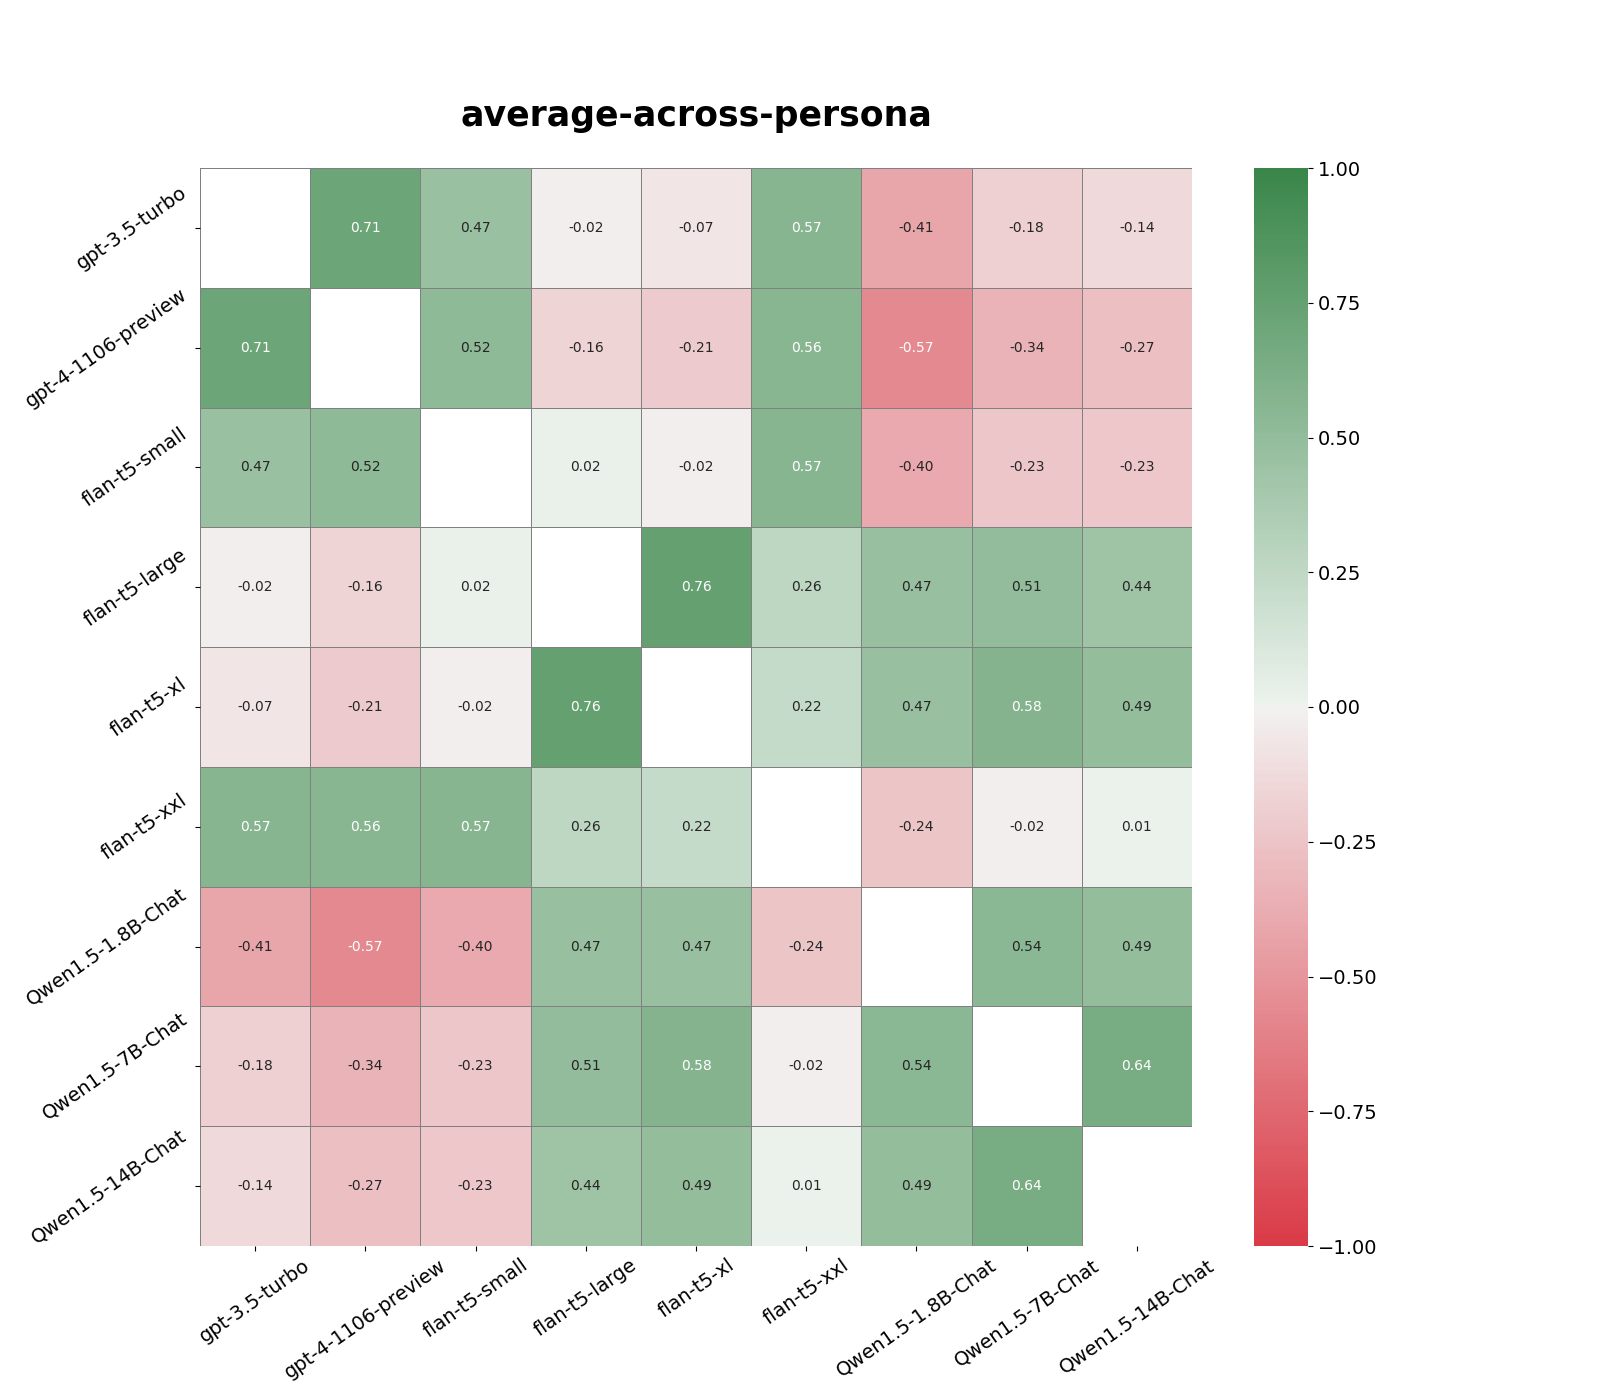 average-across-persona
gpt-3.5-turbo 0.71 0.47 -0.02 -0.07 0.57 -0.41 -0.18 -0.14
gpt-4-1106-preview 0.71 0.52 -0.16 -0.21 0.56 -0.57 -0.34 -0.27
flan-t5-small 0.47 0.52 0.02 -0.02 0.57 -0.40 -0.23 -0.23
flan-t5-large -0.02 -0.16 0.02 0.76 0.26 0.47 0.51 0.44
flan-t5-xl -0.07 -0.21 -0.02 0.76 0.22 0.47 0.58 0.49
flan-t5-xxl 0.57 0.56 0.57 0.26 0.22 -0.24 -0.02 0.01
Qwen1.5-1.8B-Chat -0.41 -0.57 -0.40 0.47 0.47 -0.24 0.54 0.49
Qwen1.5-7B-Chat -0.18 -0.34 -0.23 0.51 0.58 -0.02 0.54 0.64
Qwen1.5-14B-Chat -0.14 -0.27 -0.23 0.44 0.49 0.01 0.49 0.64
gpt-3.5-turbo gpt-4-1106-preview flan-t5-small flan-t5-large flan-t5-xl flan-t5-xxl Qwen1.5-1.8B-Chat Qwen1.5-7B-Chat Qwen1.5-14B-Chat
1.00
0.75
0.50
0.25
0.00
−0.25
−0.50
−0.75
−1.00